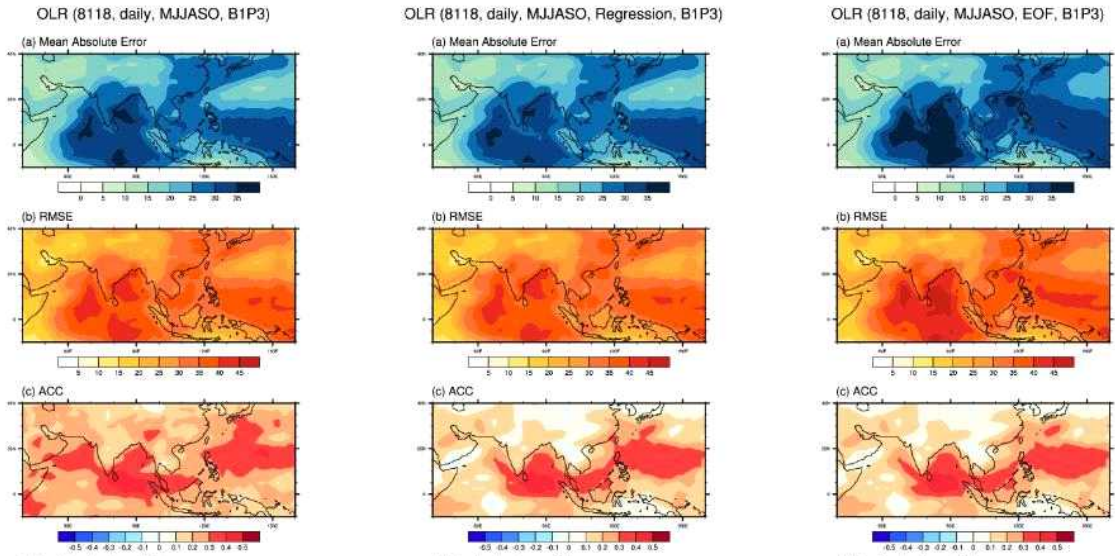 OLR (8118, daily, MJJASO, B1P3)
OLR (8118, daily, MJJASO, Regression, B1P3)
OLR (8118, daily, MJJASO, EOF, B1P3)
(a) Mean Absolute Error
(a) Mean Absolute Error
(a) Mean Absolute Error
0 5 10 15 20 25 30 35
0 5 10 15 20 25 30 35
0 5 10 15 20 25 30 35
(b) RMSE
(b) RMSE
(b) RMSE
5 10 15 20 25 30 35 40 45
5 10 15 20 25 30 35 40 45
5 10 15 20 25 30 35 40 45
(c) ACC
(c) ACC
(c) ACC
-0.5 -0.4 -0.3 -0.2 -0.1 0 0.1 0.2 0.3 0.4 0.5
-0.5 -0.4 -0.3 -0.2 -0.1 0 0.1 0.2 0.3 0.4 0.5
-0.5 -0.4 -0.3 -0.2 -0.1 0 0.1 0.2 0.3 0.4 0.5